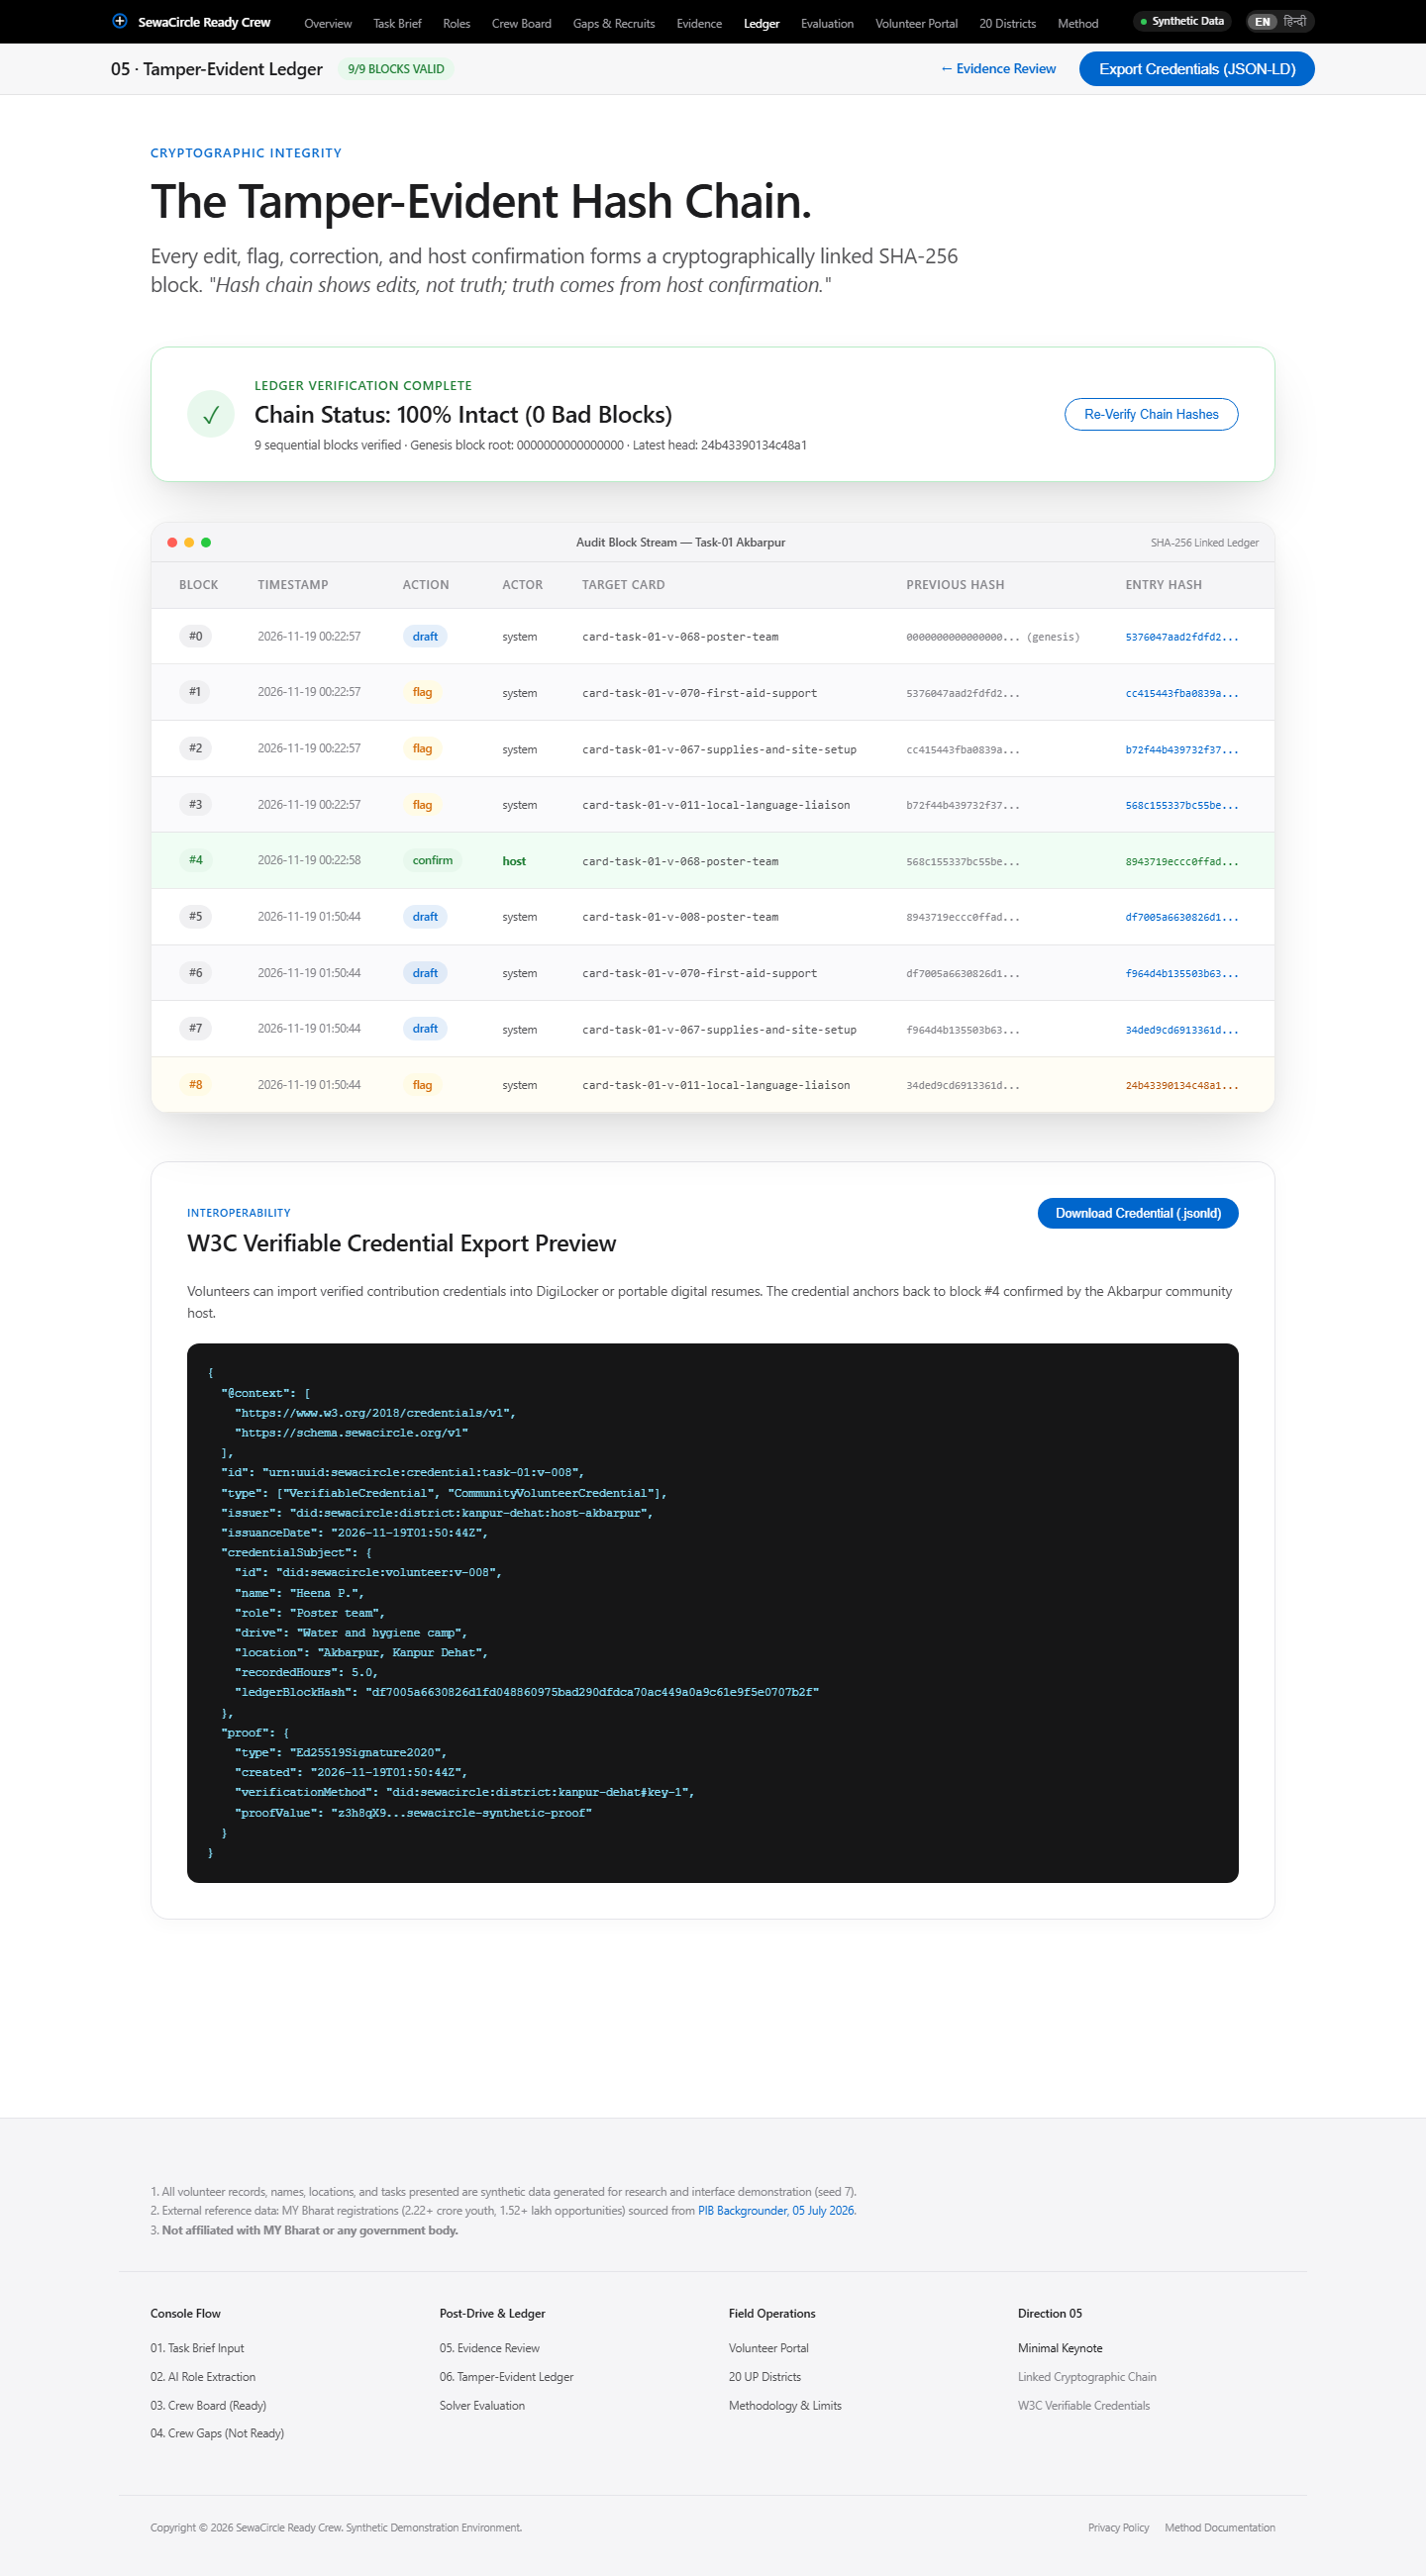 SewaCircle Ready Crew Overview Task Brief Roles Crew Board Gaps & Recruits Evidence Ledger Evaluation Volunteer Portal 20 Districts Method Synthetic Data EN हिन्दी
05 · Tamper-Evident Ledger 9/9 BLOCKS VALID ← Evidence Review Export Credentials (JSON-LD)
CRYPTOGRAPHIC INTEGRITY
The Tamper-Evident Hash Chain.
Every edit, flag, correction, and host confirmation forms a cryptographically linked SHA-256
block. "Hash chain shows edits, not truth; truth comes from host confirmation."
LEDGER VERIFICATION COMPLETE
✓ Chain Status: 100% Intact (0 Bad Blocks) Re-Verify Chain Hashes
9 sequential blocks verified · Genesis block root: 0000000000000000 · Latest head: 24b43390134c48a1
Audit Block Stream — Task-01 Akbarpur SHA-256 Linked Ledger
BLOCK TIMESTAMP ACTION ACTOR TARGET CARD PREVIOUS HASH ENTRY HASH
#0 2026-11-19 00:22:57 draft system card-task-01-v-068-poster-team 0000000000000000... (genesis) 5376047aad2fdfd2...
#1 2026-11-19 00:22:57 flag system card-task-01-v-070-first-aid-support 5376047aad2fdfd2... cc415443fba0839a...
#2 2026-11-19 00:22:57 flag system card-task-01-v-067-supplies-and-site-setup cc415443fba0839a... b72f44b439732f37...
#3 2026-11-19 00:22:57 flag system card-task-01-v-011-local-language-liaison b72f44b439732f37... 568c155337bc55be...
#4 2026-11-19 00:22:58 confirm host card-task-01-v-068-poster-team 568c155337bc55be... 8943719eccc0ffad...
#5 2026-11-19 01:50:44 draft system card-task-01-v-008-poster-team 8943719eccc0ffad... df7005a6630826d1...
#6 2026-11-19 01:50:44 draft system card-task-01-v-070-first-aid-support df7005a6630826d1... f964d4b135503b63...
#7 2026-11-19 01:50:44 draft system card-task-01-v-067-supplies-and-site-setup f964d4b135503b63... 34ded9cd6913361d...
#8 2026-11-19 01:50:44 flag system card-task-01-v-011-local-language-liaison 34ded9cd6913361d... 24b43390134c48a1...
INTEROPERABILITY Download Credential (.jsonld)
W3C Verifiable Credential Export Preview
Volunteers can import verified contribution credentials into DigiLocker or portable digital resumes. The credential anchors back to block #4 confirmed by the Akbarpur community
host.
{
"@context": [
"https://www.w3.org/2018/credentials/v1",
"https://schema.sewacircle.org/v1"
],
"id": "urn:uuid:sewacircle:credential:task-01:v-008",
"type": ["VerifiableCredential", "CommunityVolunteerCredential"],
"issuer": "did:sewacircle:district:kanpur-dehat:host-akbarpur",
"issuanceDate": "2026-11-19T01:50:44Z",
"credentialSubject": {
"id": "did:sewacircle:volunteer:v-008",
"name": "Heena P.",
"role": "Poster team",
"drive": "Water and hygiene camp",
"location": "Akbarpur, Kanpur Dehat",
"recordedHours": 5.0,
"ledgerBlockHash": "df7005a6630826d1fd048860975bad290dfdca70ac449a0a9c61e9f5e0707b2f"
},
"proof": {
"type": "Ed25519Signature2020",
"created": "2026-11-19T01:50:44Z",
"verificationMethod": "did:sewacircle:district:kanpur-dehat#key-1",
"proofValue": "z3h8qX9...sewacircle-synthetic-proof"
}
}
1. All volunteer records, names, locations, and tasks presented are synthetic data generated for research and interface demonstration (seed 7).
2. External reference data: MY Bharat registrations (2.22+ crore youth, 1.52+ lakh opportunities) sourced from PIB Backgrounder, 05 July 2026.
3. Not affiliated with MY Bharat or any government body.
Console Flow Post-Drive & Ledger Field Operations Direction 05
01. Task Brief Input 05. Evidence Review Volunteer Portal Minimal Keynote
02. AI Role Extraction 06. Tamper-Evident Ledger 20 UP Districts Linked Cryptographic Chain
03. Crew Board (Ready) Solver Evaluation Methodology & Limits W3C Verifiable Credentials
04. Crew Gaps (Not Ready)
Copyright © 2026 SewaCircle Ready Crew. Synthetic Demonstration Environment. Privacy Policy Method Documentation